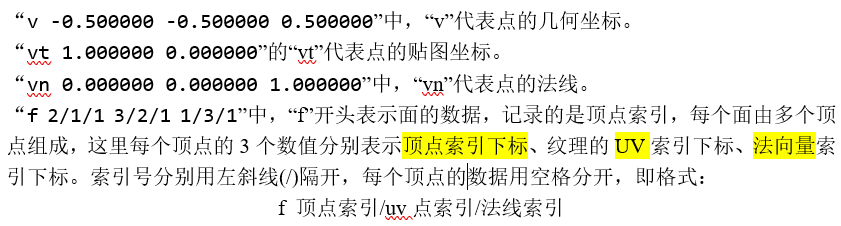 “v -0.500000 -0.500000 0.500000”中，“v”代表点的几何坐标。
“vt 1.000000 0.000000”的“vt”代表点的贴图坐标。
“vn 0.000000 0.000000 1.000000”中，“vn”代表点的法线。
“f 2/1/1 3/2/1 1/3/1”中，“f”开头表示面的数据，记录的是顶点索引，每个面由多个顶
点组成，这里每个顶点的 3 个数值分别表示顶点索引下标、纹理的 UV 索引下标、法向量索
引下标。索引号分别用左斜线(/)隔开，每个顶点的数据用空格分开，即格式：
f 顶点索引/uv 点索引/法线索引